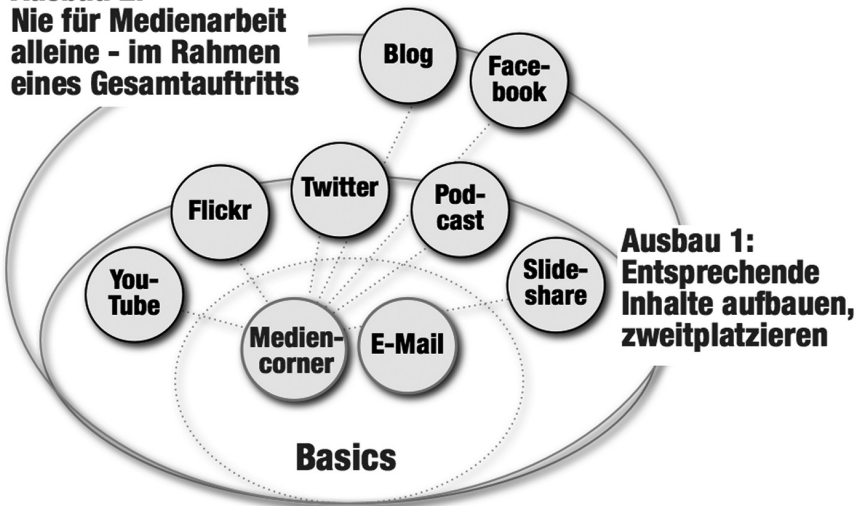 Nie für Medienarbeit
alleine - im Rahmen
eines Gesamtauftritts
Blog
Face-
book
Twitter
Flickr
Pod-
cast
You-
Tube
Slide-
share
Ausbau 1:
Entsprechende
Inhalte aufbauen,
zweitplatzieren
Medien-
corner
E-Mail
Basics